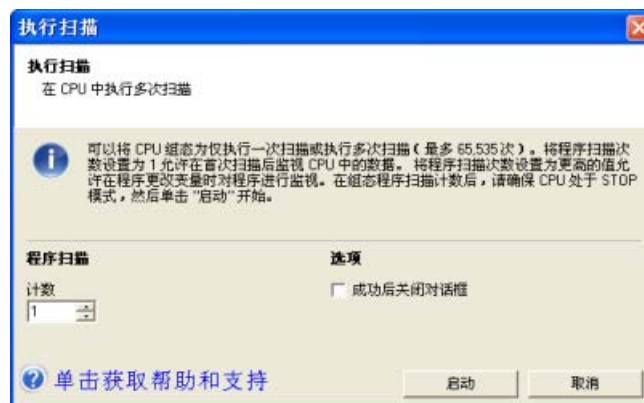 执行扫描
执行扫描
在 CPU 中执行多次扫描
可以将 CPU 组态为仅执行一次扫描或执行多次扫描(最多 65,535次)。将程序扫描次
数设置为 1允许在首次扫描后监视 CPU 中的数据。 将程序扫描次数设置为更高的值允
许在程序更改变量时对程序进行监视。在组态程序扫描计数后,请确保 CPU 处于 STOP
模式,然后单击 "启动"开始。
程序扫描
选项
计数
成功后关闭对话框
1
单击获取帮助和支持
启动
取消